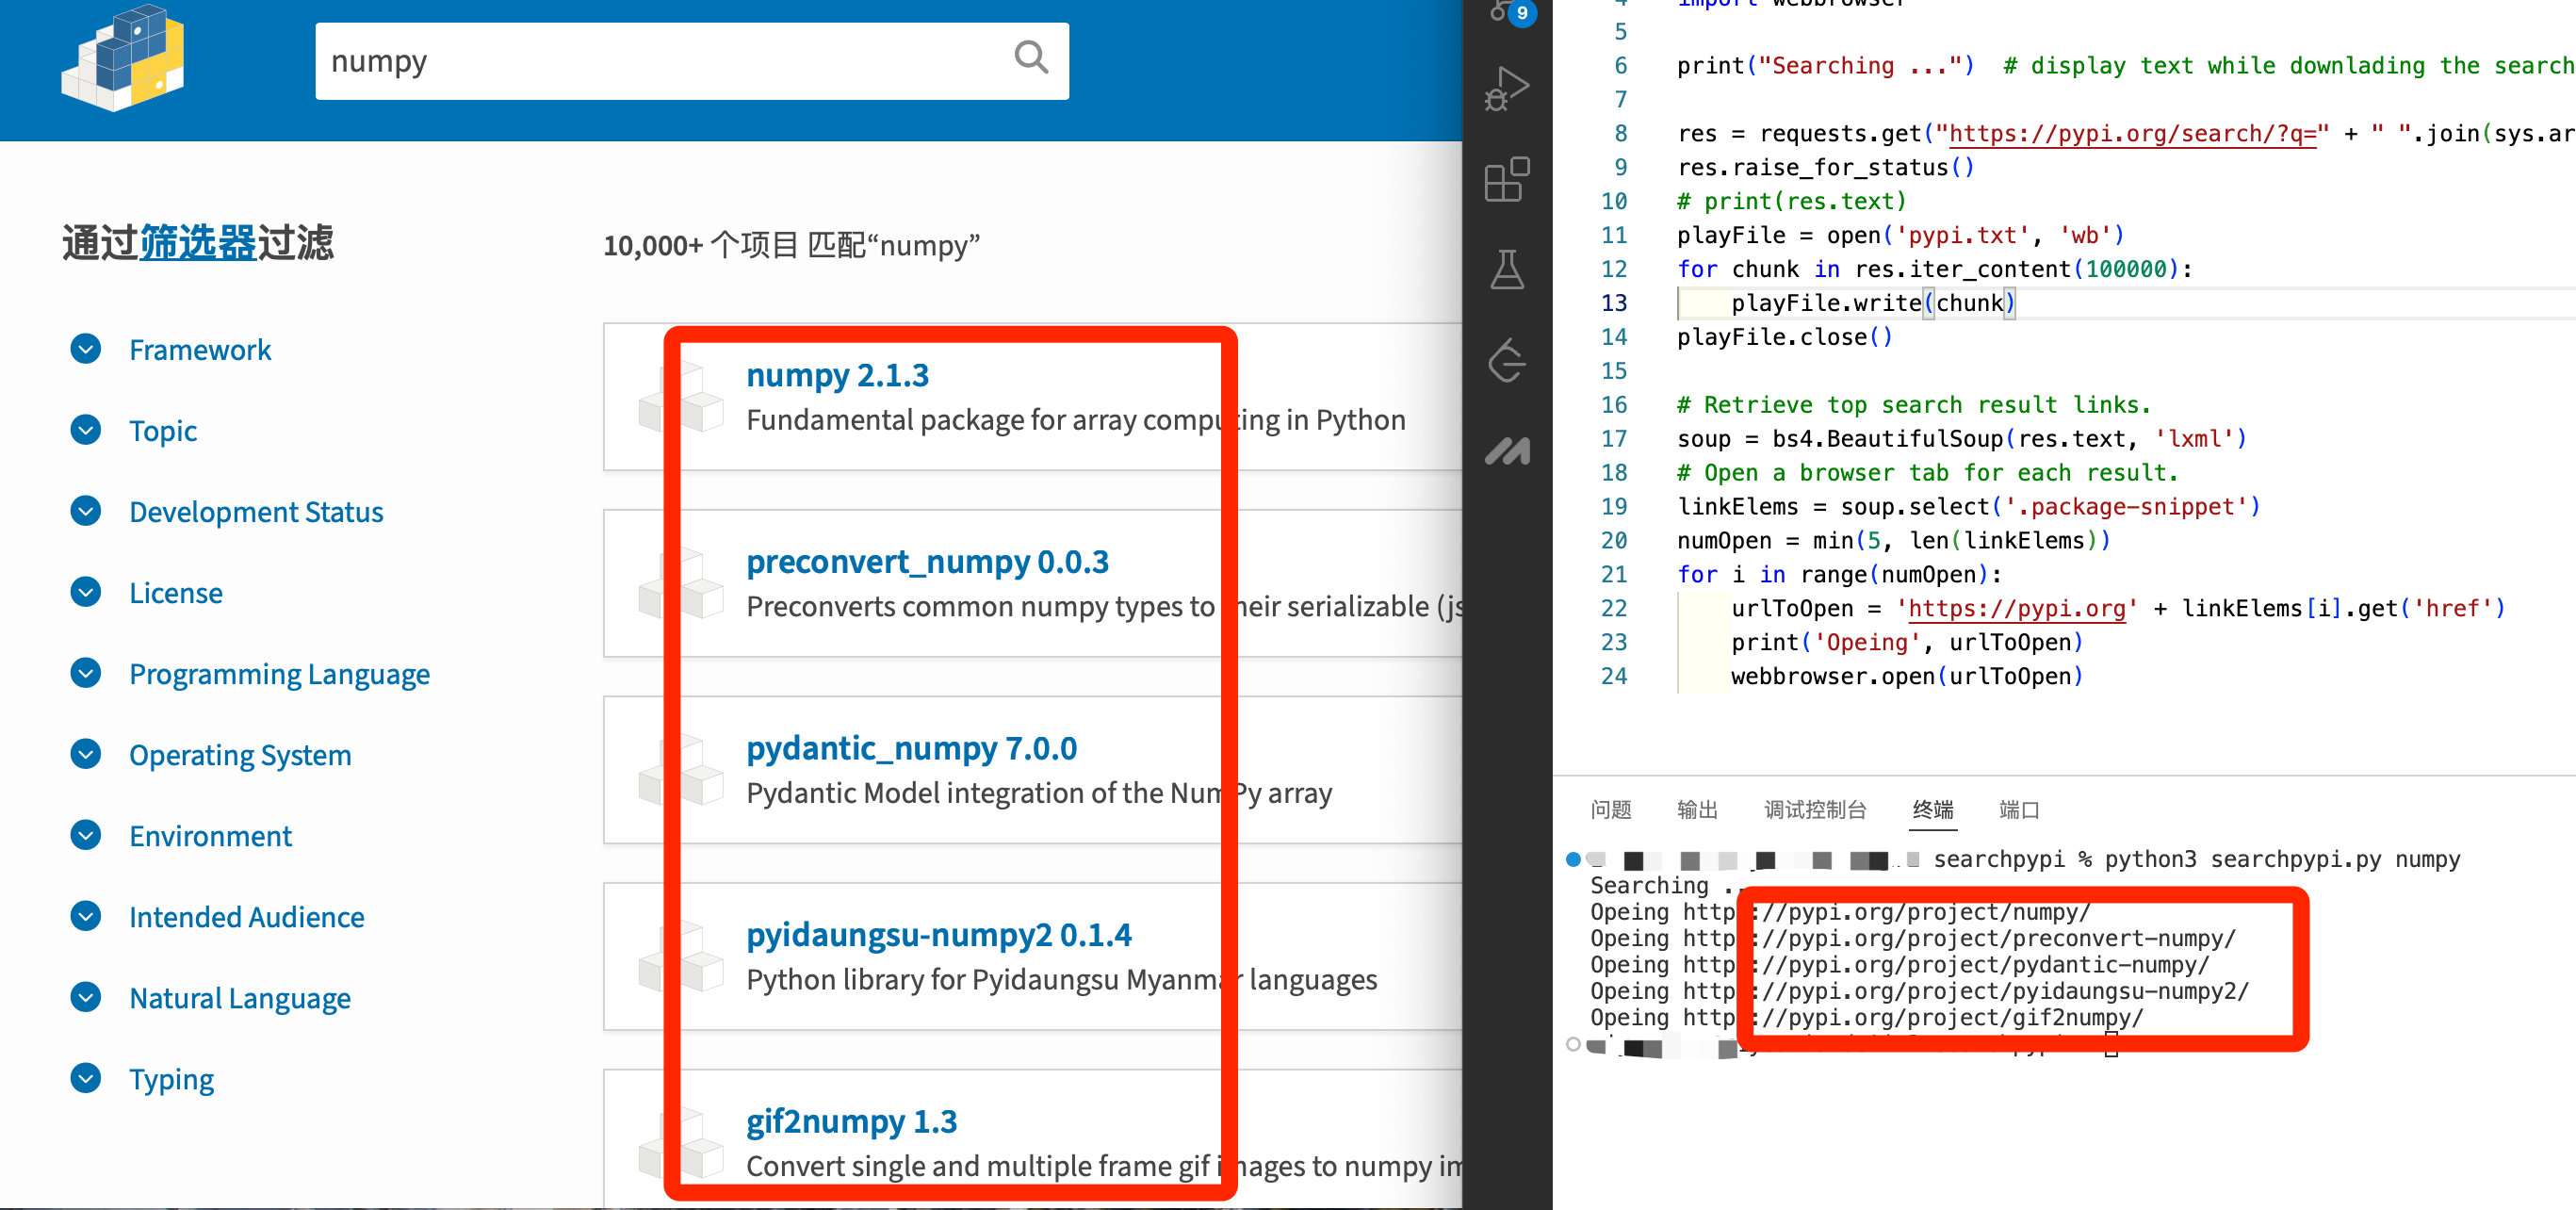 numpy
通过筛选器过滤
Framework
Topic
Development Status
License
Programming Language
Operating System
Environment
Intended Audience
Natural Language
Typing
10,000+ 个项目 匹配“numpy”
numpy 2.1.3
Fundamental package for array computing in Python
preconvert_numpy 0.0.3
Preconverts common numpy types to their serializable (js
pydantic_numpy 7.0.0
Pydantic Model integration of the NumPy array
pyidaungsu-numpy2 0.1.4
Python library for Pyidaungsu Myanmar languages
gif2numpy 1.3
Convert single and multiple frame gif images to numpy im
9
4 import webbrowser
5
6 print("Searching ...")  # display text while downlading the search
7
8 res = requests.get("https://pypi.org/search/?q=" + " ".join(sys.ar
9 res.raise_for_status()
10 # print(res.text)
11 playFile = open('pypi.txt', 'wb')
12 for chunk in res.iter_content(100000):
13     playFile.write(chunk)
14 playFile.close()
15
16 # Retrieve top search result links.
17 soup = bs4.BeautifulSoup(res.text, 'lxml')
18 # Open a browser tab for each result.
19 linkElems = soup.select('.package-snippet')
20 numOpen = min(5, len(linkElems))
21 for i in range(numOpen):
22     urlToOpen = 'https://pypi.org' + linkElems[i].get('href')
23     print('Opeing', urlToOpen)
24     webbrowser.open(urlToOpen)
问题 输出 调试控制台 终端 端口
searchpypi % python3 searchpypi.py numpy
Searching ...
Opeing https://pypi.org/project/numpy/
Opeing https://pypi.org/project/preconvert-numpy/
Opeing https://pypi.org/project/pydantic-numpy/
Opeing https://pypi.org/project/pyidaungsu-numpy2/
Opeing https://pypi.org/project/gif2numpy/